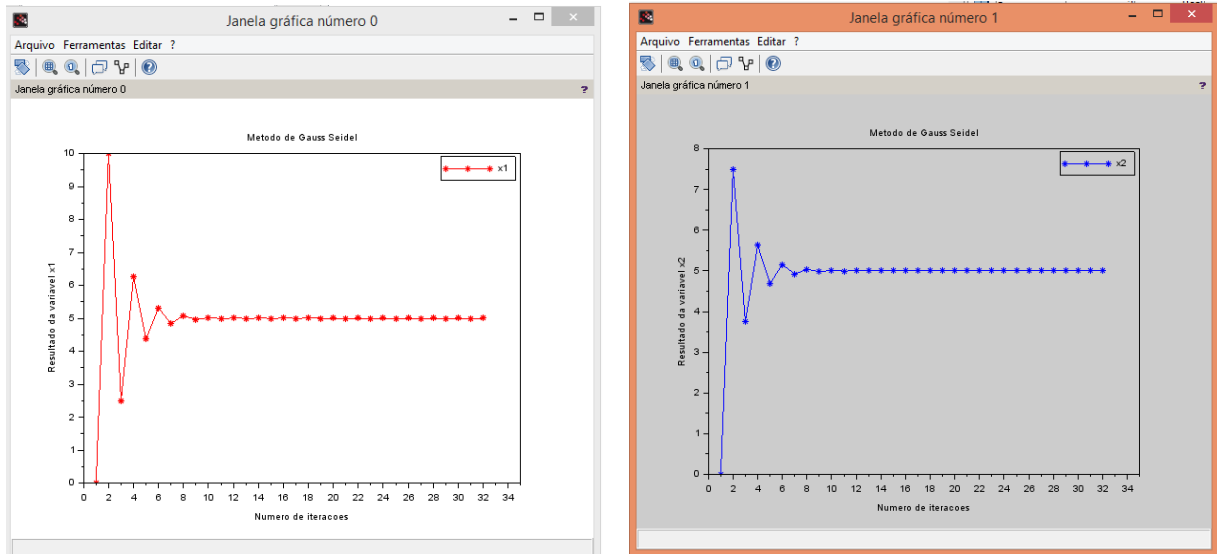 Janela gráfica número 0
Arquivo Ferramentas Editar ?
Janela gráfica número 0 ?
Metodo de Gauss Seidel
x1
Resultado da variavel x1
10
9
8
7
6
5
4
3
2
1
0
0 2 4 6 8 10 12 14 16 18 20 22 24 26 28 30 32 34
Numero de iteracoes
Janela gráfica número 1
Arquivo Ferramentas Editar ?
Janela gráfica número 1 ?
Metodo de Gauss Seidel
x2
Resultado da variavel x2
8
7
6
5
4
3
2
1
0
0 2 4 6 8 10 12 14 16 18 20 22 24 26 28 30 32 34
Numero de iteracoes